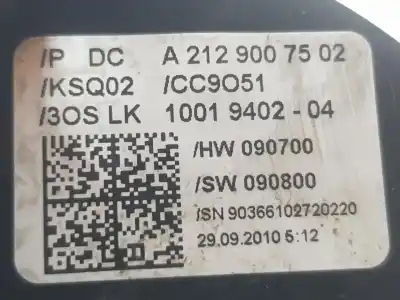 /P DC A 212 900 75 02
/KSQ02 /CC9O51
/3OS LK 1001 9402 - 04
/HW 090700
/SW 090800
/SN 90366102720220
29.09.2010 5:12